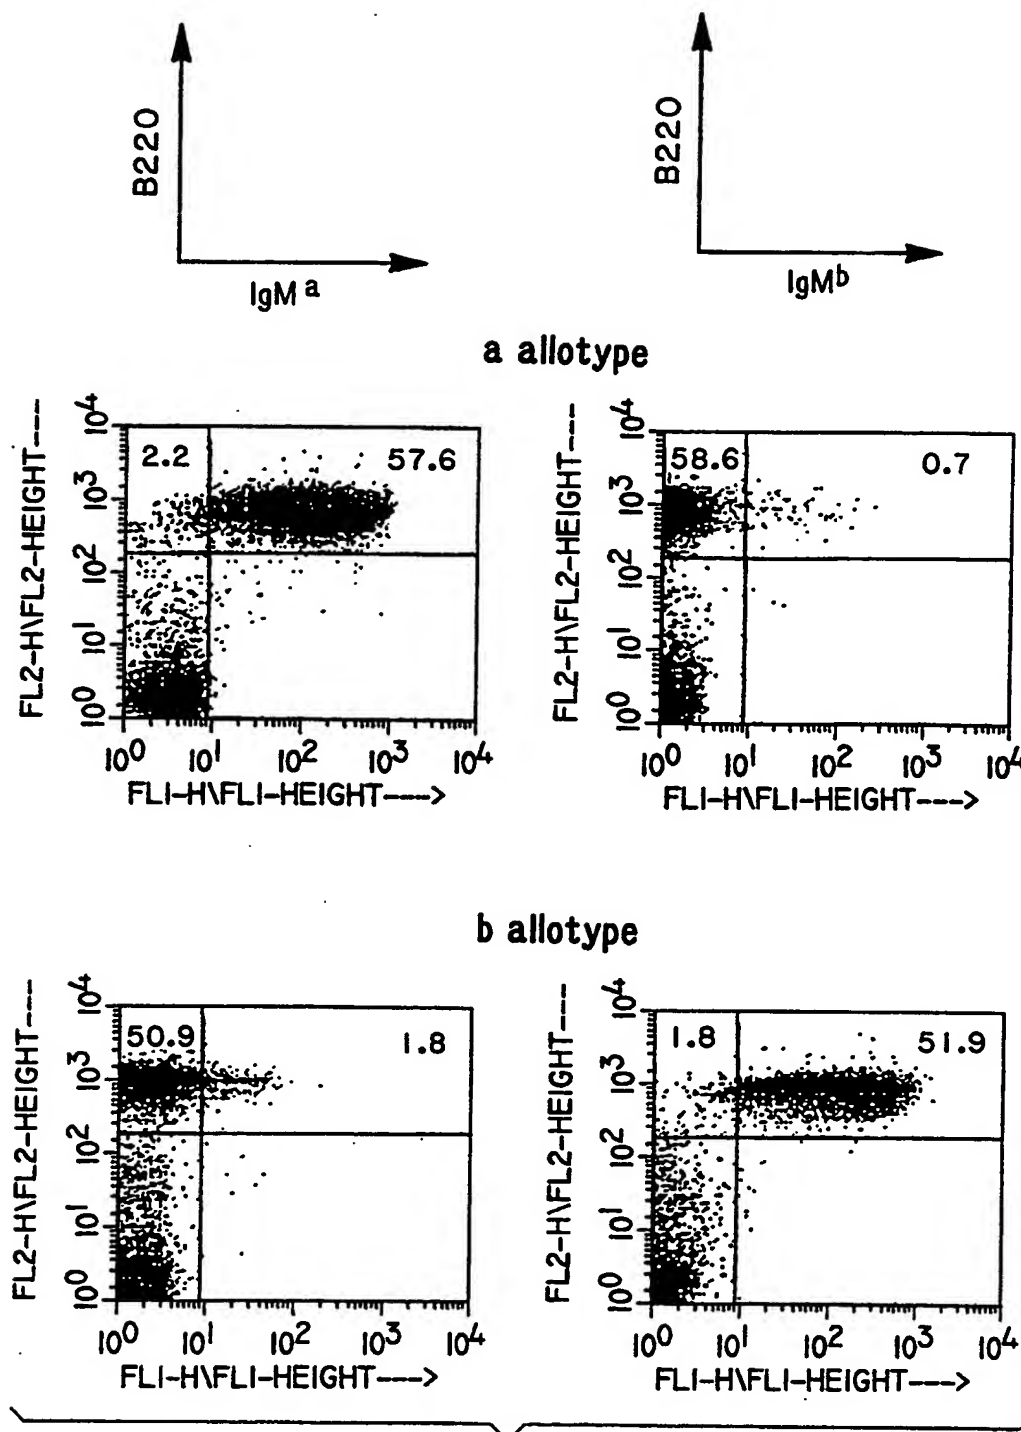 B220
B220
IgM a
IgM b
a allotype
FL2-H\FL2-HEIGHT----
10⁴
10³
10²
10¹
10⁰
2.2
57.6
10⁰ 10¹ 10² 10³ 10⁴
FL1-H\FL1-HEIGHT---->
FL2-H\FL2-HEIGHT----
10⁴
10³
10²
10¹
10⁰
58.6
0.7
10⁰ 10¹ 10² 10³ 10⁴
FL1-H\FL1-HEIGHT---->
b allotype
FL2-H\FL2-HEIGHT----
10⁴
10³
10²
10¹
10⁰
50.9
1.8
10⁰ 10¹ 10² 10³ 10⁴
FL1-H\FL1-HEIGHT---->
FL2-H\FL2-HEIGHT----
10⁴
10³
10²
10¹
10⁰
1.8
51.9
10⁰ 10¹ 10² 10³ 10⁴
FL1-H\FL1-HEIGHT---->